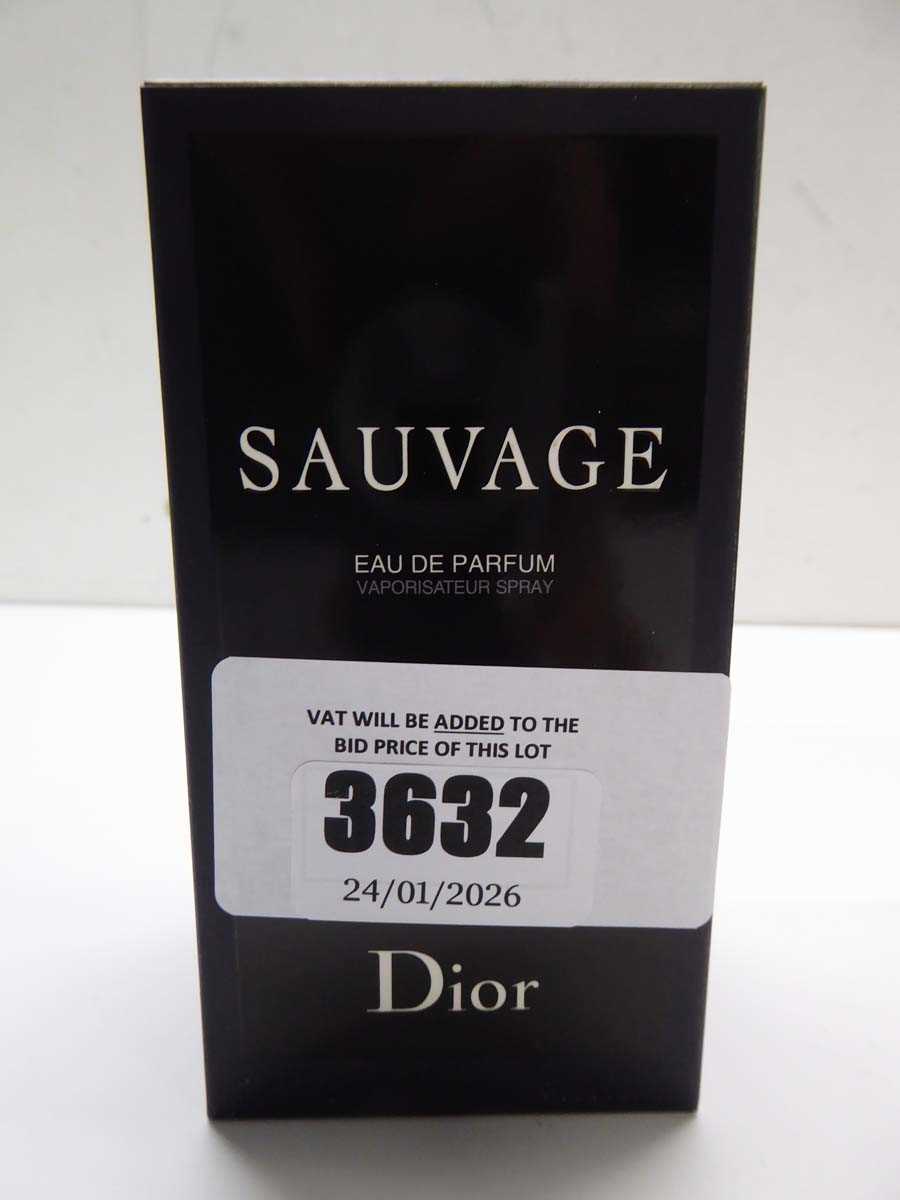 SAUVAGE
EAU DE PARFUM
VAPORISATEUR SPRAY
VAT WILL BE ADDED TO THE
BID PRICE OF THIS LOT
3632
24/01/2026
Dior